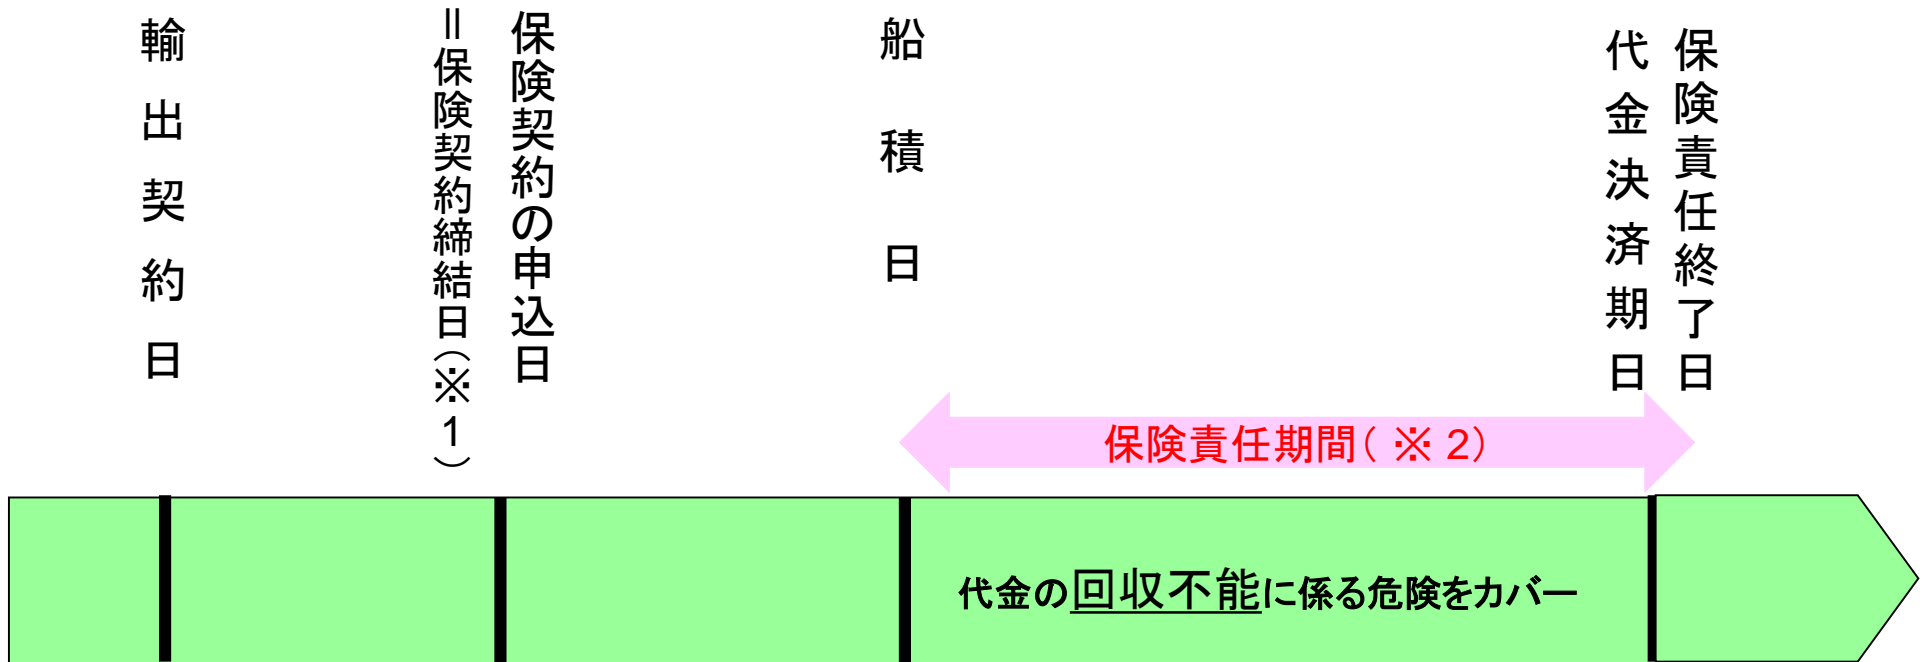 輸出契約日
保険契約の申込日
＝保険契約締結日（※１）
船積日
保険責任終了日
代金決済期日
保険責任期間（ ※ 2）
代金の回収不能に係る危険をカバー